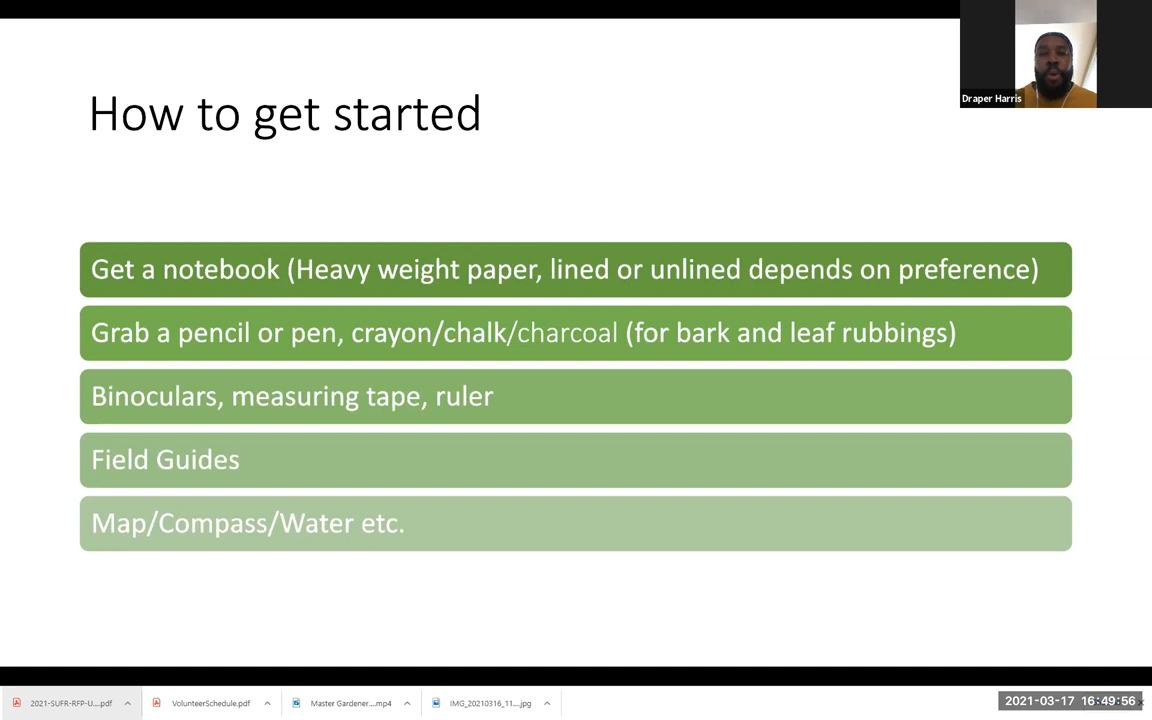 Draper Harris
How to get started
Get a notebook (Heavy weight paper, lined or unlined depends on preference)
Grab a pencil or pen, crayon/chalk/charcoal (for bark and leaf rubbings)
Binoculars, measuring tape, ruler
Field Guides
Map/Compass/Water etc.
2021-SUFR-RFP-U....pdf
VolunteerSchedule.pdf
Master Gardener....mp4
IMG_20210316_11....jpg
2021-03-17 16:49:56